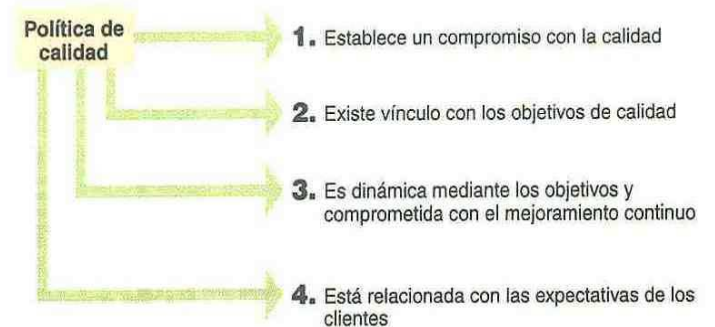 Política de
calidad
1. Establece un compromiso con la calidad
2. Existe vínculo con los objetivos de calidad
3. Es dinámica mediante los objetivos y
comprometida con el mejoramiento continuo
4. Está relacionada con las expectativas de los
clientes